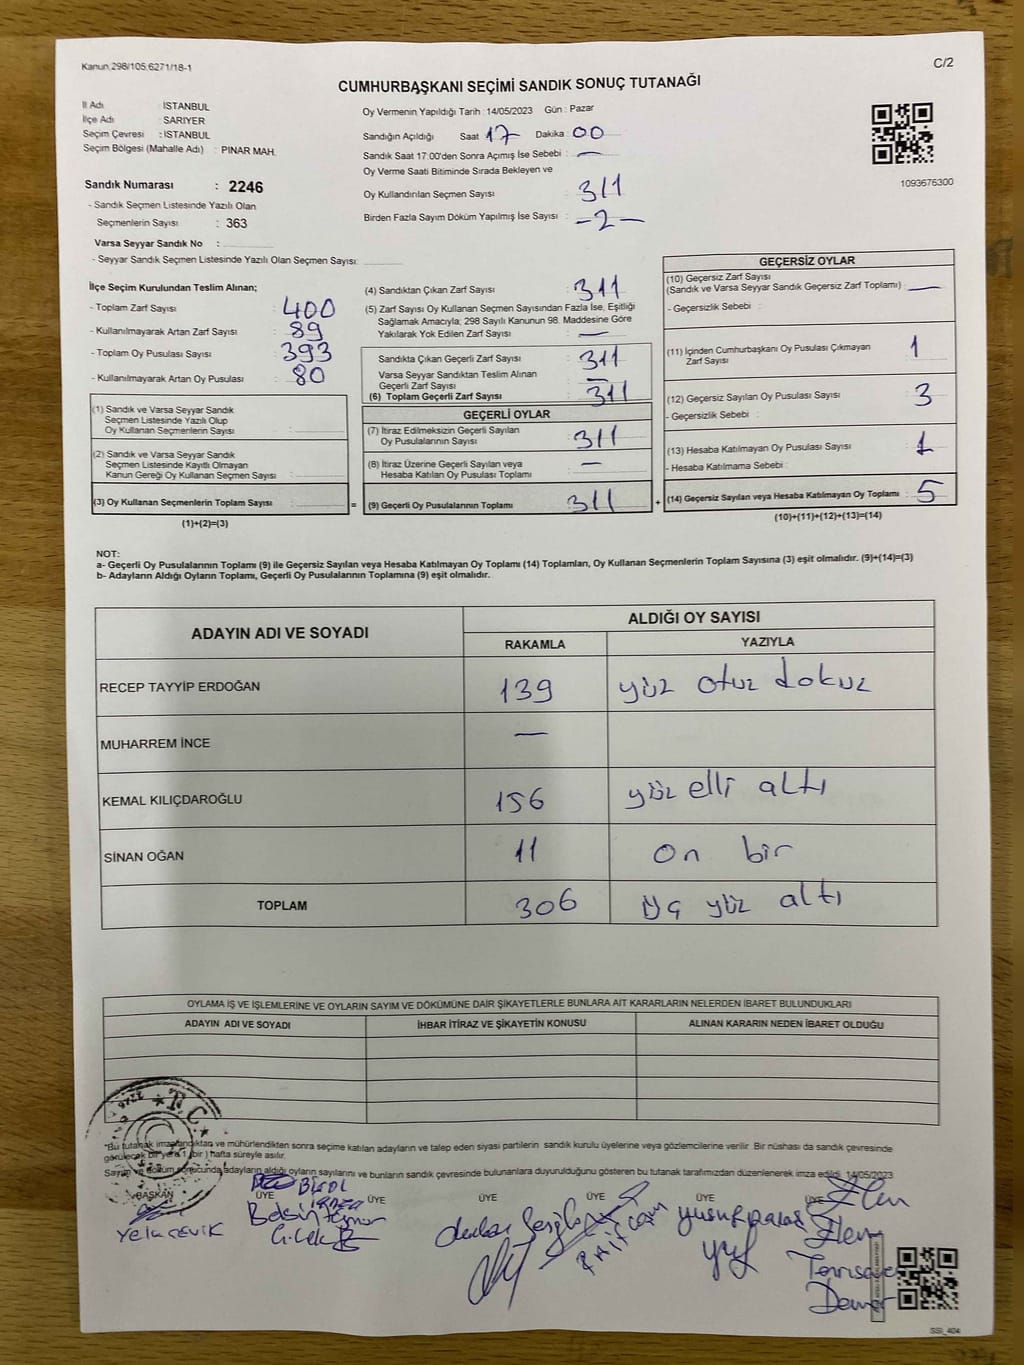 Kanun 298/105,6271/18-1
C/2
CUMHURBAŞKANI SEÇİMİ SANDIK SONUÇ TUTANAĞI
İl Adı : İSTANBUL
İlçe Adı : SARIYER
Seçim Çevresi : İSTANBUL
Seçim Bölgesi (Mahalle Adı) : PINAR MAH.
Sandık Numarası : 2246
- Sandık Seçmen Listesinde Yazılı Olan
Seçmenlerin Sayısı : 363
Varsa Seyyar Sandık No :
- Seyyar Sandık Seçmen Listesinde Yazılı Olan Seçmen Sayısı:
Oy Vermenin Yapıldığı Tarih : 14/05/2023 Gün : Pazar
Sandığın Açıldığı Saat 17 Dakika : 00
Sandık Saat 17:00'den Sonra Açımış İse Sebebi : —
Oy Verme Saati Bitiminde Sırada Bekleyen ve
Oy Kullandırılan Seçmen Sayısı : 311
Birden Fazla Sayım Döküm Yapılmış İse Sayısı : -2-
1093676300
İlçe Seçim Kurulundan Teslim Alınan;
- Toplam Zarf Sayısı : 400
- Kullanılmayarak Artan Zarf Sayısı : 89
- Toplam Oy Pusulası Sayısı : 393
- Kullanılmayarak Artan Oy Pusulası : 80
(1) Sandık ve Varsa Seyyar Sandık
Seçmen Listesinde Yazılı Olup
Oy Kullanan Seçmenlerin Sayısı :
(2) Sandık ve Varsa Seyyar Sandık
Seçmen Listesinde Kayıtlı Olmayan
Kanun Gereği Oy Kullanan Seçmen Sayısı :
(3) Oy Kullanan Seçmenlerin Toplam Sayısı :
(1)+(2)=(3)
(4) Sandıktan Çıkan Zarf Sayısı : 311
(5) Zarf Sayısı Oy Kullanan Seçmen Sayısından Fazla İse, Eşitliği
Sağlamak Amacıyla; 298 Sayılı Kanunun 98. Maddesine Göre
Yakılarak Yok Edilen Zarf Sayısı : —
Sandıkta Çıkan Geçerli Zarf Sayısı : 311
Varsa Seyyar Sandıktan Teslim Alınan
Geçerli Zarf Sayısı : —
(6) Toplam Geçerli Zarf Sayısı : 311
GEÇERLİ OYLAR
(7) İtiraz Edilmeksizin Geçerli Sayılan
Oy Pusulalarının Sayısı : 311
(8) İtiraz Üzerine Geçerli Sayılan veya
Hesaba Katılan Oy Pusulası Toplamı : —
= (9) Geçerli Oy Pusulalarının Toplamı : 311 +
GEÇERSİZ OYLAR
(10) Geçersiz Zarf Sayısı
(Sandık ve Varsa Seyyar Sandık Geçersiz Zarf Toplamı) : —
- Geçersizlik Sebebi :
(11) İçinden Cumhurbaşkanı Oy Pusulası Çıkmayan
Zarf Sayısı : 1
(12) Geçersiz Sayılan Oy Pusulası Sayısı : 3
- Geçersizlik Sebebi :
(13) Hesaba Katılmayan Oy Pusulası Sayısı : 1
- Hesaba Katılmama Sebebi :
(14) Geçersiz Sayılan veya Hesaba Katılmayan Oy Toplamı : 5
(10)+(11)+(12)+(13)=(14)
NOT:
a- Geçerli Oy Pusulalarının Toplamı (9) ile Geçersiz Sayılan veya Hesaba Katılmayan Oy Toplamı (14) Toplamları, Oy Kullanan Seçmenlerin Toplam Sayısına (3) eşit olmalıdır. (9)+(14)=(3)
b- Adayların Aldığı Oyların Toplamı, Geçerli Oy Pusulalarının Toplamına (9) eşit olmalıdır.
ADAYIN ADI VE SOYADI ALDIĞI OY SAYISI
RAKAMLA YAZIYLA
RECEP TAYYİP ERDOĞAN 139 yüz otuz dokuz
MUHARREM İNCE —
KEMAL KILIÇDAROĞLU 156 yüz elli altı
SİNAN OĞAN 11 on bir
TOPLAM 306 üç yüz altı
OYLAMA İŞ VE İŞLEMLERİNE VE OYLARIN SAYIM VE DÖKÜMÜNE DAİR ŞİKAYETLERLE BUNLARA AİT KARARLARIN NELERDEN İBARET BULUNDUKLARI
ADAYIN ADI VE SOYADI İHBAR İTİRAZ VE ŞİKAYETİN KONUSU ALINAN KARARIN NEDEN İBARET OLDUĞU
T.C.
*Bu tutanak imzalandıktan ve mühürlendikten sonra seçime katılan adayların ve talep eden siyasi partilerin sandık kurulu üyelerine veya gözlemcilerine verilir. Bir nüshası da sandık çevresinde
görülecek bir yere 1 (bir) hafta süreyle asılır.
Sayım ve döküm sonucunda adayların aldığı oyların sayılarını ve bunların sandık çevresinde bulunanlara duyurulduğunu gösteren bu tutanak tarafımızdan düzenlenerek imza edildi. 14/05/2023
BAŞKAN ÜYE ÜYE ÜYE ÜYE ÜYE ÜYE
SSİ_404